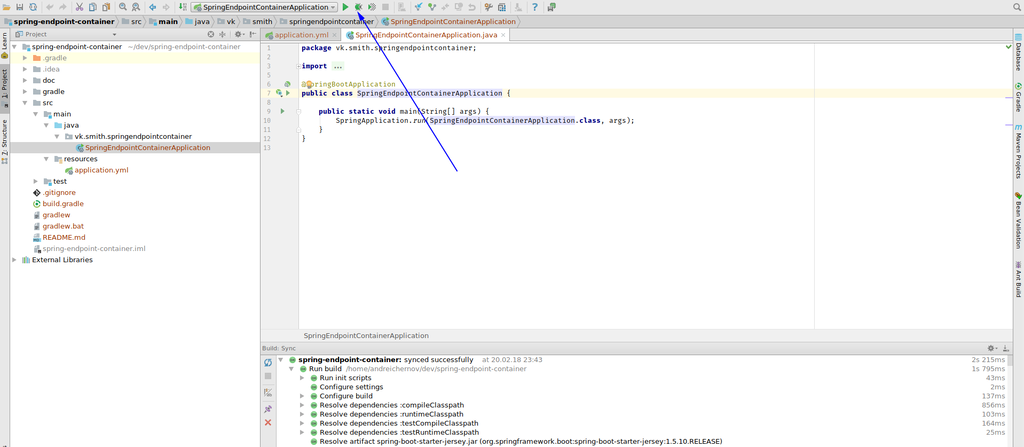 SpringEndpointContainerApplication
spring-endpoint-container src main java vk smith springendpointcontainer SpringEndpointContainerApplication
Project
application.yml SpringEndpointContainerApplication.java
spring-endpoint-container ~/dev/spring-endpoint-container
.gradle
.idea
doc
gradle
src
main
java
vk.smith.springendpointcontainer
SpringEndpointContainerApplication
resources
application.yml
test
.gitignore
build.gradle
gradlew
gradlew.bat
README.md
spring-endpoint-container.iml
External Libraries
Learn
1: Project
7: Structure
1 package vk.smith.springendpointcontainer;
2
3 import ...
5
6 @SpringBootApplication
7 public class SpringEndpointContainerApplication {
8
9 public static void main(String[] args) {
10 SpringApplication.run(SpringEndpointContainerApplication.class, args);
11 }
12 }
13
SpringEndpointContainerApplication
Database
Gradle
Maven Projects
Bean Validation
Ant Build
Build: Sync
spring-endpoint-container: synced successfully at 20.02.18 23:43 2s 215ms
Run build /home/andreichernov/dev/spring-endpoint-container 1s 795ms
Run init scripts 43ms
Configure settings 2ms
Configure build 137ms
Resolve dependencies :compileClasspath 856ms
Resolve dependencies :runtimeClasspath 103ms
Resolve dependencies :testCompileClasspath 164ms
Resolve dependencies :testRuntimeClasspath 25ms
Resolve artifact spring-boot-starter-jersey.jar (org.springframework.boot:spring-boot-starter-jersey:1.5.10.RELEASE)